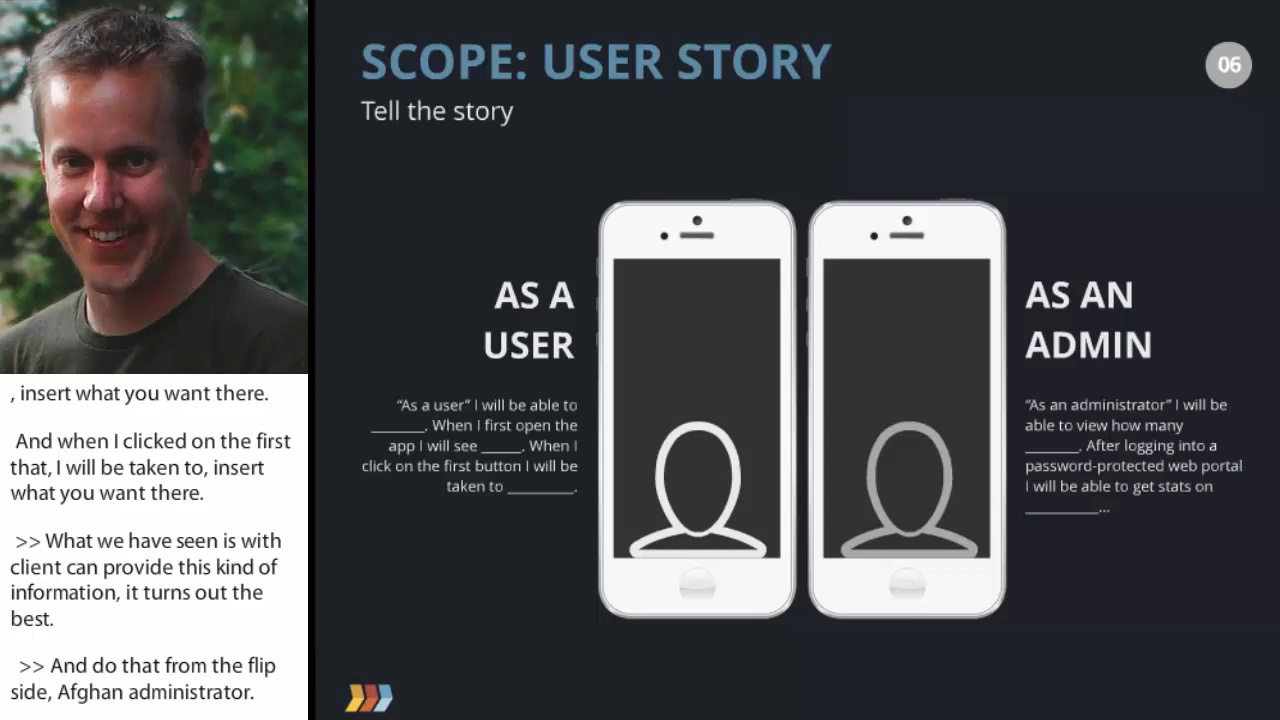 SCOPE: USER STORY
06
Tell the story
AS A
USER
“As a user” I will be able to
________. When I first open the
app I will see ______. When I
click on the first button I will be
taken to __________.
AS AN
ADMIN
“As an administrator” I will be
able to view how many
________. After logging into a
password-protected web portal
I will be able to get stats on
___________...
, insert what you want there.
And when I clicked on the first
that, I will be taken to, insert
what you want there.
>> What we have seen is with
client can provide this kind of
information, it turns out the
best.
>> And do that from the flip
side, Afghan administrator.